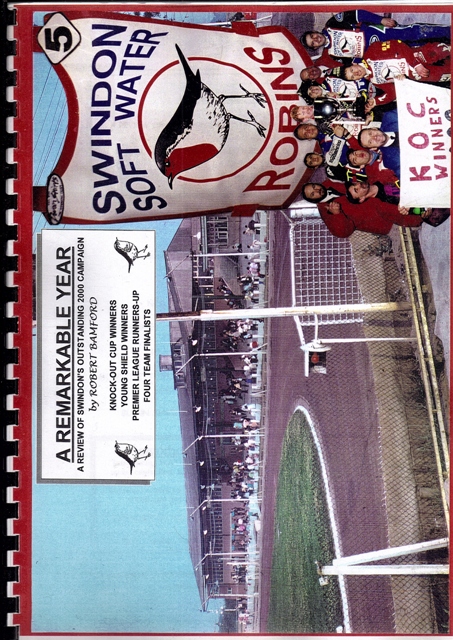 5
SWINDON
SOFT WATER
ROBINS
KOC
WINNERS
A REMARKABLE YEAR
A REVIEW OF SWINDON'S OUTSTANDING 2000 CAMPAIGN
by ROBERT BAMFORD
KNOCK-OUT CUP WINNERS
YOUNG SHIELD WINNERS
PREMIER LEAGUE RUNNERS-UP
FOUR TEAM FINALISTS